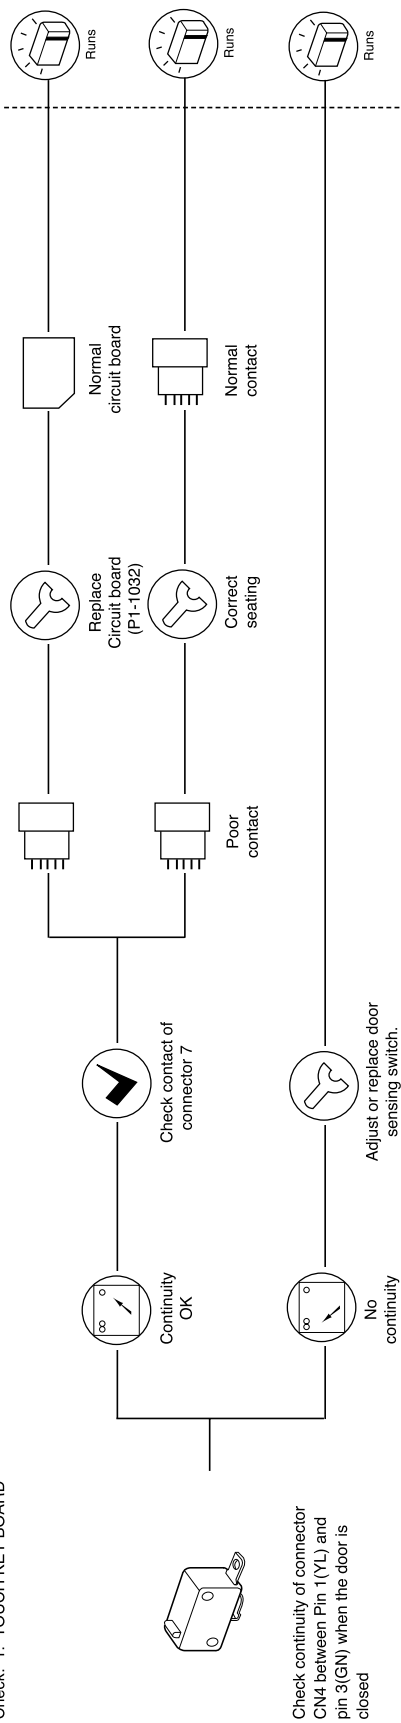 Check: 1. TOUCH KEY BOARD
Check continuity of connector
CN4 between Pin 1(YL) and
pin 3(GN) when the door is
closed
Continuity
OK
Check contact of
connector 7
Replace
Circuit board
(P1-1032)
Normal
circuit board
Runs
Poor
contact
Correct
seating
Normal
contact
Runs
No
continuity
Adjust or replace door
sensing switch.
Runs